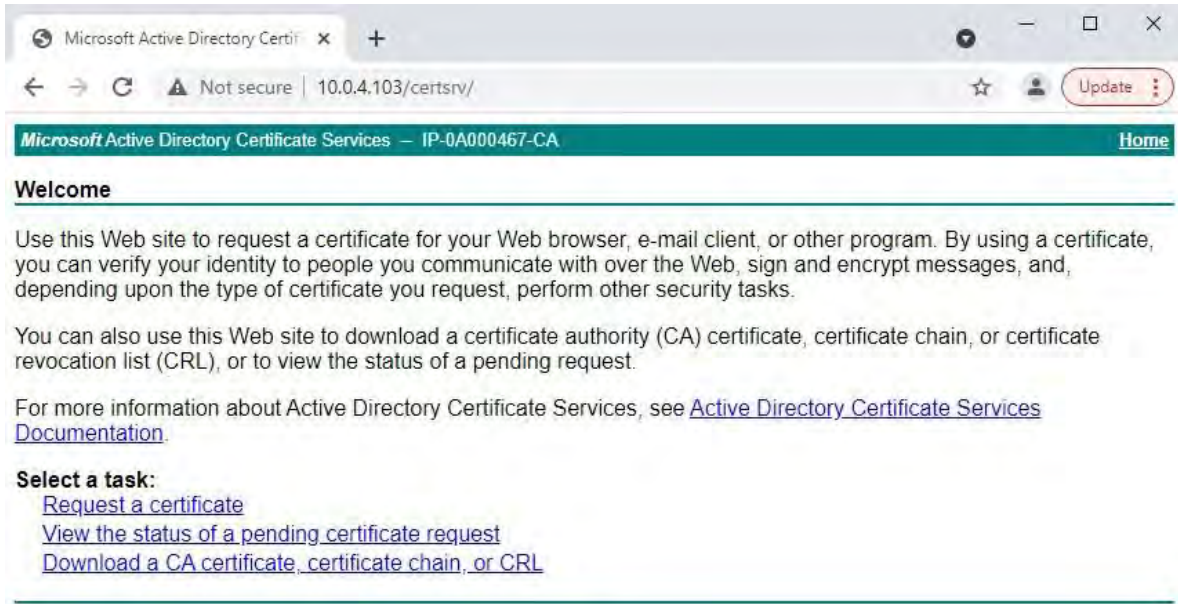 Microsoft Active Directory Certif
Not secure | 10.0.4.103/certsrv/
Update
Microsoft Active Directory Certificate Services – IP-0A000467-CA
Home
Welcome
Use this Web site to request a certificate for your Web browser, e-mail client, or other program. By using a certificate,
you can verify your identity to people you communicate with over the Web, sign and encrypt messages, and,
depending upon the type of certificate you request, perform other security tasks.
You can also use this Web site to download a certificate authority (CA) certificate, certificate chain, or certificate
revocation list (CRL), or to view the status of a pending request.
For more information about Active Directory Certificate Services, see Active Directory Certificate Services
Documentation.
Select a task:
Request a certificate
View the status of a pending certificate request
Download a CA certificate, certificate chain, or CRL